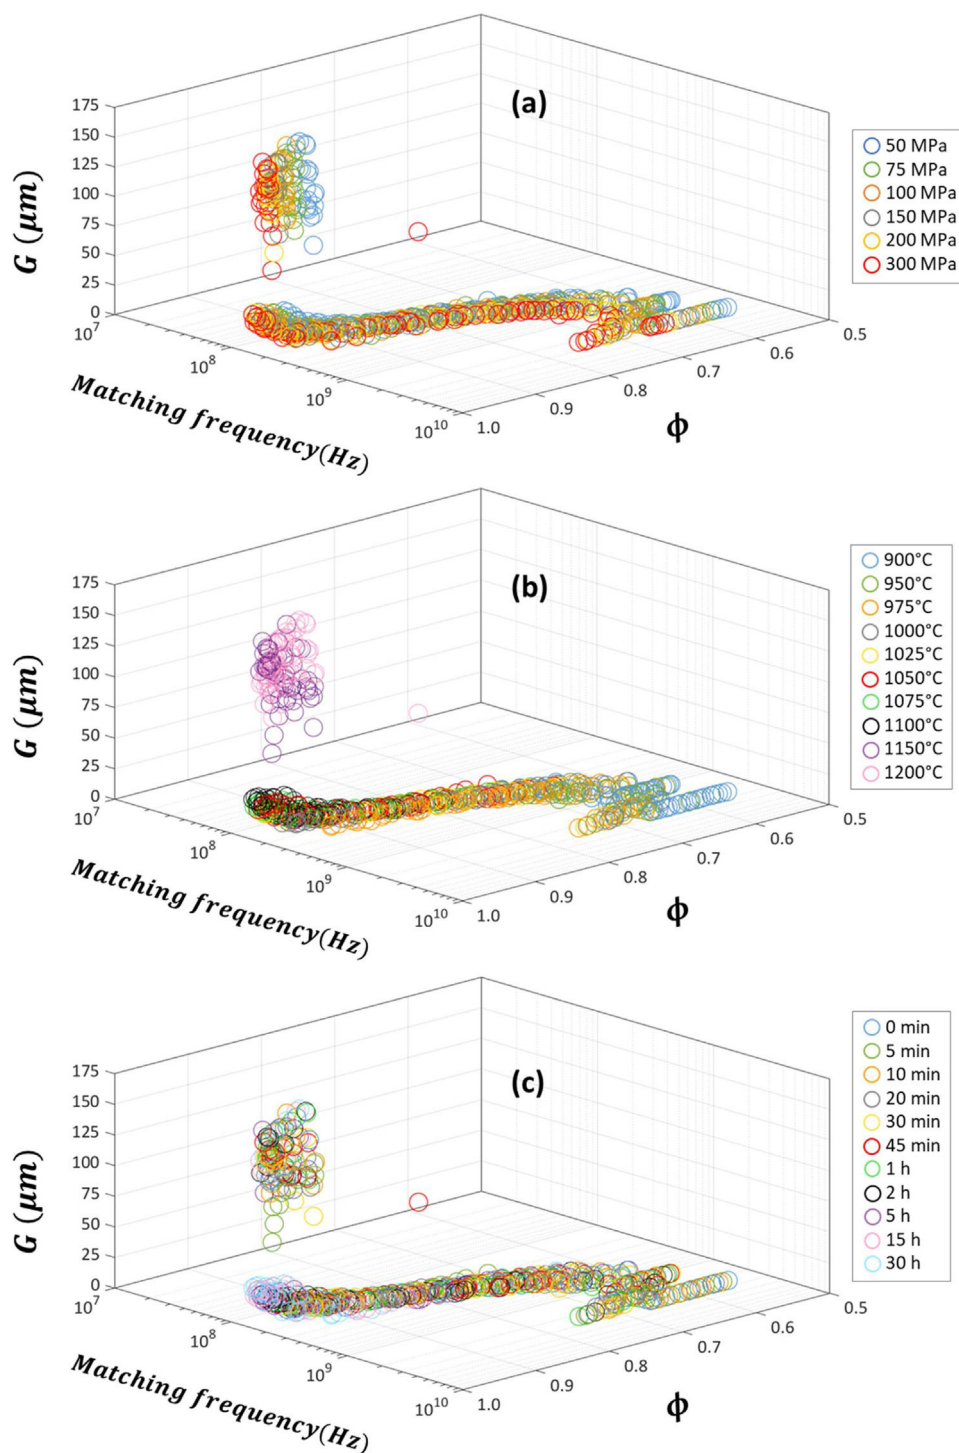 (a)
175
150
125
100
75
50
25
0
G (μm)
10⁷
10⁸
10⁹
10¹⁰
Matching frequency(Hz)
1.0
0.9
0.8
0.7
0.6
0.5
ϕ
50 MPa
75 MPa
100 MPa
150 MPa
200 MPa
300 MPa
(b)
175
150
125
100
75
50
25
0
G (μm)
10⁷
10⁸
10⁹
10¹⁰
Matching frequency(Hz)
1.0
0.9
0.8
0.7
0.6
0.5
ϕ
900°C
950°C
975°C
1000°C
1025°C
1050°C
1075°C
1100°C
1150°C
1200°C
(c)
175
150
125
100
75
50
25
0
G (μm)
10⁷
10⁸
10⁹
10¹⁰
Matching frequency(Hz)
1.0
0.9
0.8
0.7
0.6
0.5
ϕ
0 min
5 min
10 min
20 min
30 min
45 min
1 h
2 h
5 h
15 h
30 h